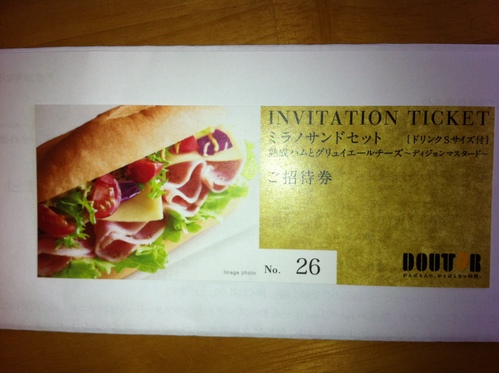 INVITATION TICKET
ミラノサンドセット [ドリンクSサイズ付]
熟成ハムとグリュイエールチーズ～ディジョンマスタード～
ご招待券
Image photo
No. 26
DOUTOR